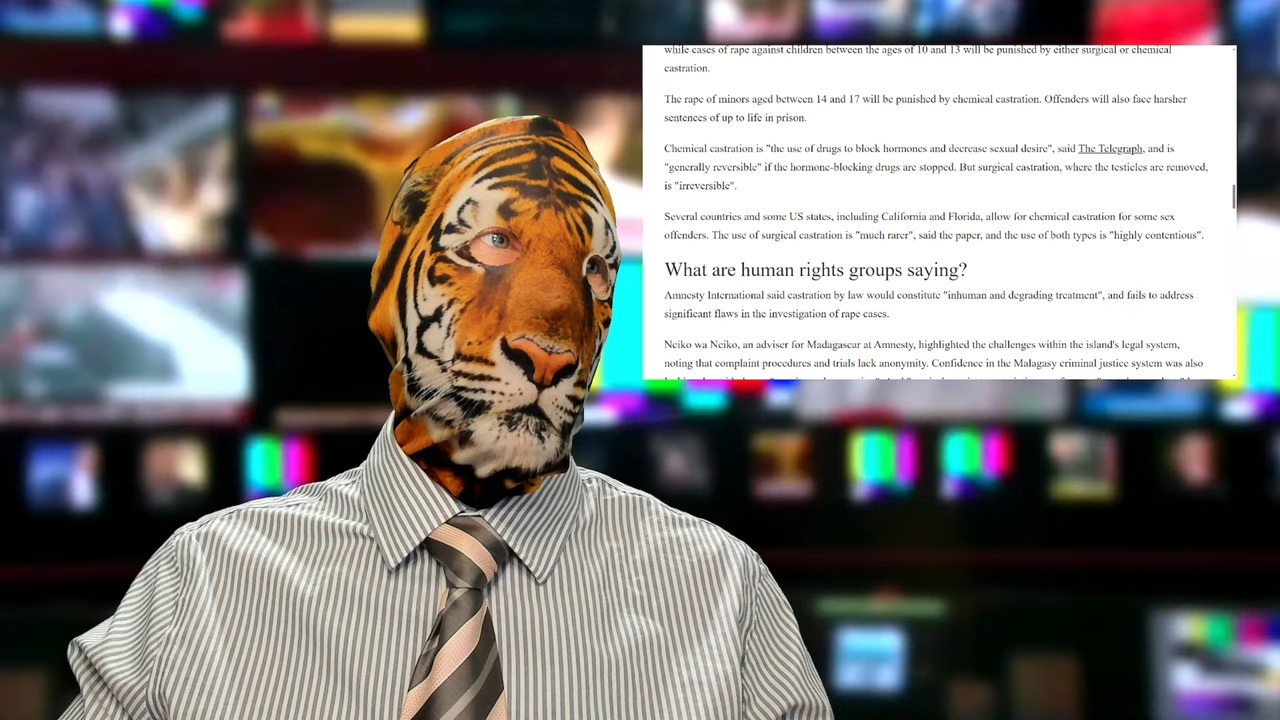 while cases of rape against children between the ages of 10 and 13 will be punished by either surgical or chemical
castration.
The rape of minors aged between 14 and 17 will be punished by chemical castration. Offenders will also face harsher
sentences of up to life in prison.
Chemical castration is "the use of drugs to block hormones and decrease sexual desire", said The Telegraph, and is
"generally reversible" if the hormone-blocking drugs are stopped. But surgical castration, where the testicles are removed,
is "irreversible".
Several countries and some US states, including California and Florida, allow for chemical castration for some sex
offenders. The use of surgical castration is "much rarer", said the paper, and the use of both types is "highly contentious".
What are human rights groups saying?
Amnesty International said castration by law would constitute "inhuman and degrading treatment", and fails to address
significant flaws in the investigation of rape cases.
Nciko wa Nciko, an adviser for Madagascar at Amnesty, highlighted the challenges within the island's legal system,
noting that complaint procedures and trials lack anonymity. Confidence in the Malagasy criminal justice system was also